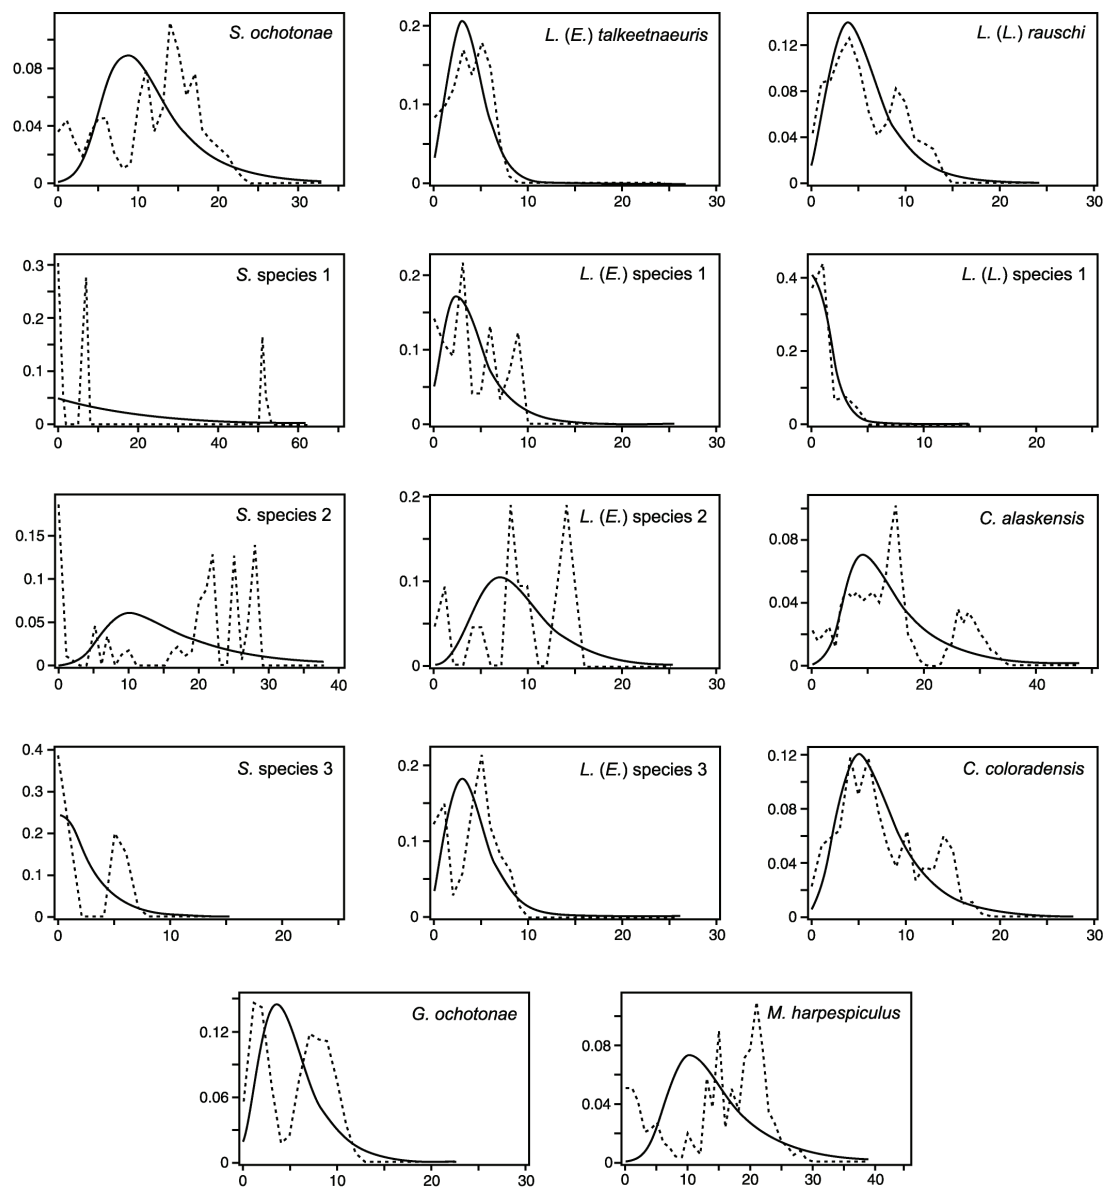 S. ochotonae
0.08
0.04
0
0 10 20 30
L. (E.) talkeetnaeuris
0.2
0.1
0
0 10 20 30
L. (L.) rauschi
0.12
0.08
0.04
0
0 10 20 30
S. species 1
0.3
0.2
0.1
0
0 20 40 60
L. (E.) species 1
0.2
0.1
0
0 10 20 30
L. (L.) species 1
0.4
0.2
0
0 10 20
S. species 2
0.15
0.1
0.05
0
0 10 20 30 40
L. (E.) species 2
0.2
0.1
0
0 10 20 30
C. alaskensis
0.08
0.04
0
0 20 40
S. species 3
0.4
0.3
0.2
0.1
0
0 10 20
L. (E.) species 3
0.2
0.1
0
0 10 20 30
C. coloradensis
0.12
0.08
0.04
0
0 10 20 30
G. ochotonae
0.12
0.06
0
0 10 20 30
M. harpespiculus
0.08
0.04
0
0 10 20 30 40